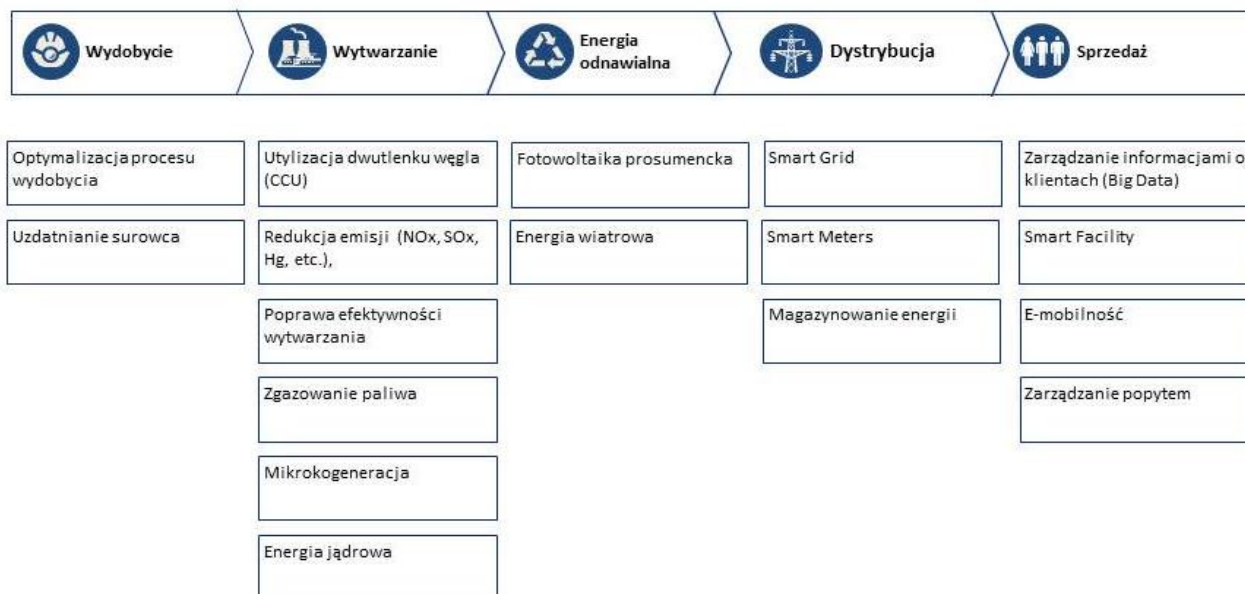 Wydobycie
Wytwarzanie
Energia
odnawialna
Dystrybucja
Sprzedaż
Optymalizacja procesu
wydobycia
Uzdatnianie surowca
Utylizacja dwutlenku węgla
(CCU)
Redukcja emisji (NOx, SOx,
Hg, etc.),
Poprawa efektywności
wytwarzania
Zgazowanie paliwa
Mikrokogeneracja
Energia jądrowa
Fotowoltaika prosumencka
Energia wiatrowa
Smart Grid
Smart Meters
Magazynowanie energii
Zarządzanie informacjami o
klientach (Big Data)
Smart Facility
E-mobilność
Zarządzanie popytem